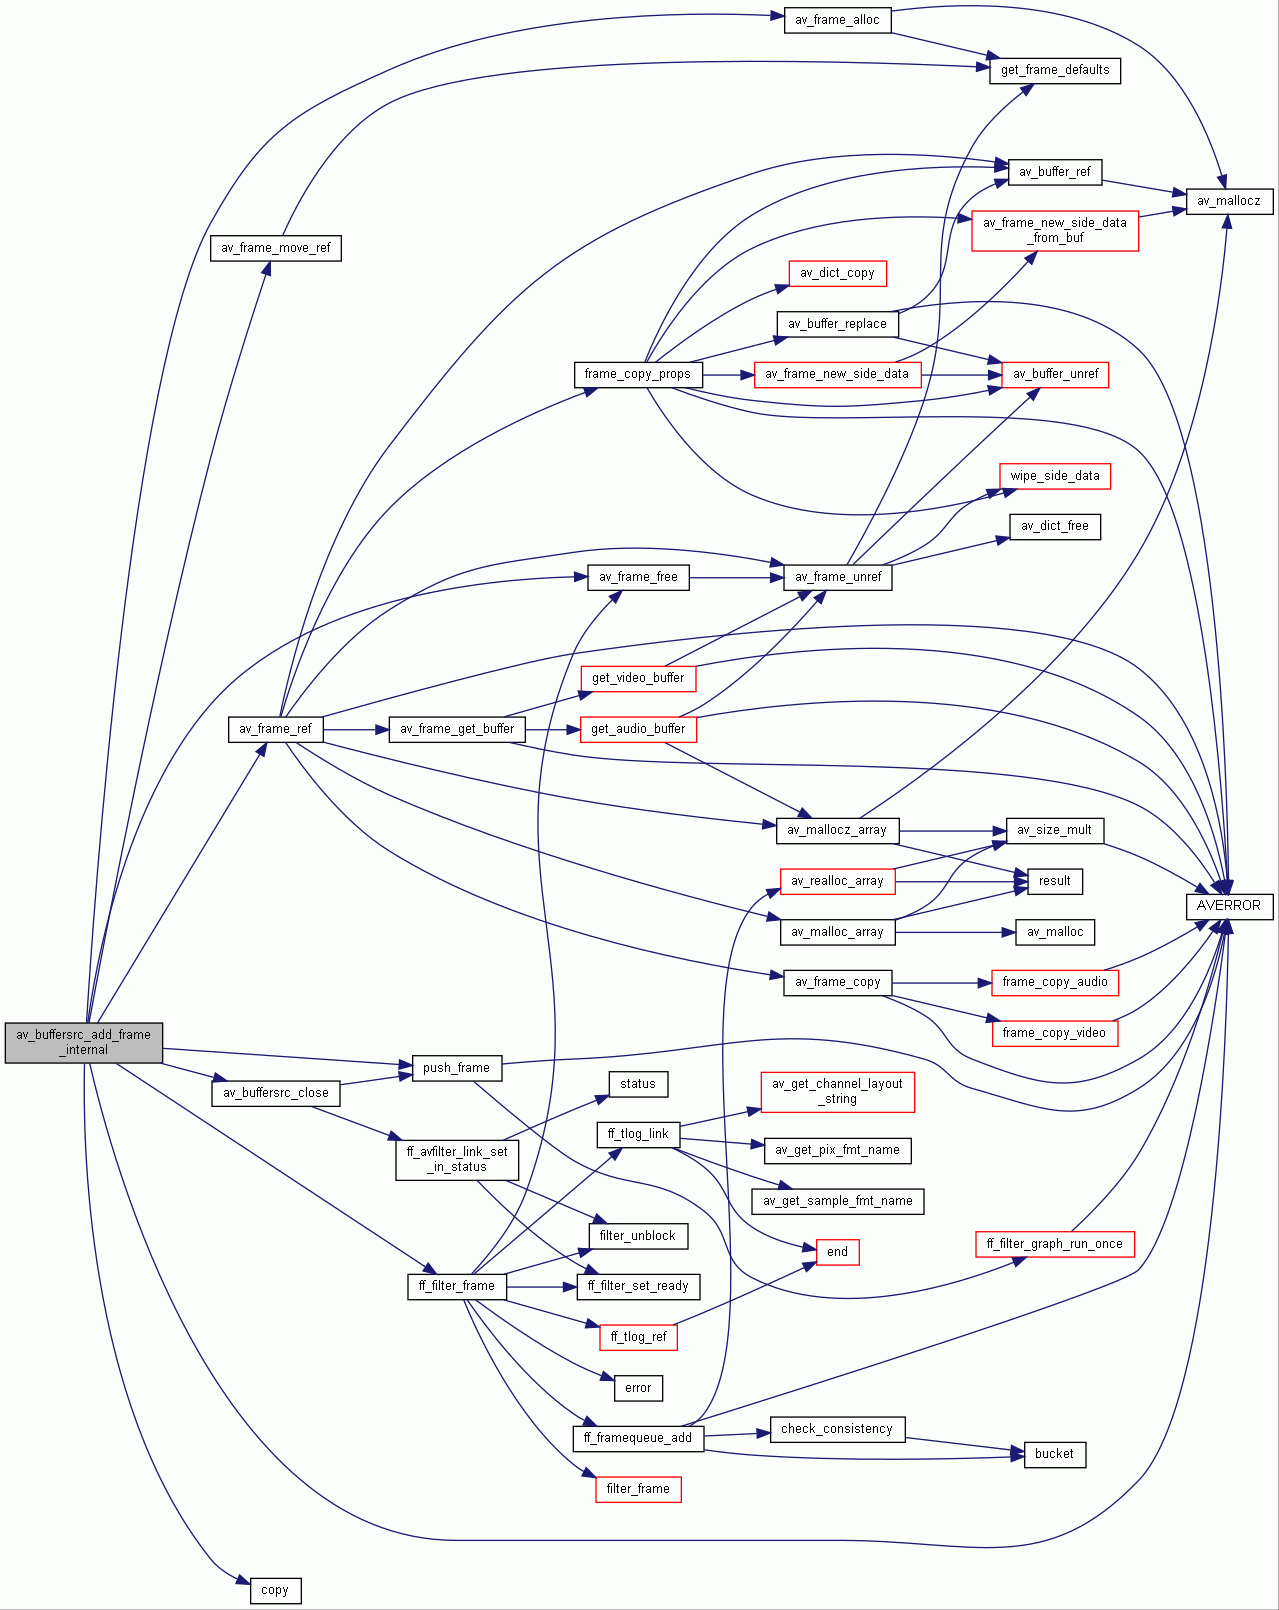 av_frame_alloc
get_frame_defaults
av_buffer_ref
av_mallocz
av_frame_new_side_data
_from_buf
av_frame_move_ref
av_dict_copy
av_buffer_replace
frame_copy_props
av_frame_new_side_data
av_buffer_unref
wipe_side_data
av_dict_free
av_frame_free
av_frame_unref
get_video_buffer
av_frame_ref
av_frame_get_buffer
get_audio_buffer
av_mallocz_array
av_size_mult
av_realloc_array
result
AVERROR
av_malloc_array
av_malloc
av_frame_copy
frame_copy_audio
frame_copy_video
av_buffersrc_add_frame
_internal
push_frame
av_buffersrc_close
status
av_get_channel_layout
_string
ff_tlog_link
av_get_pix_fmt_name
ff_avfilter_link_set
_in_status
av_get_sample_fmt_name
filter_unblock
end
ff_filter_graph_run_once
ff_filter_frame
ff_filter_set_ready
ff_tlog_ref
error
ff_framequeue_add
check_consistency
bucket
filter_frame
copy